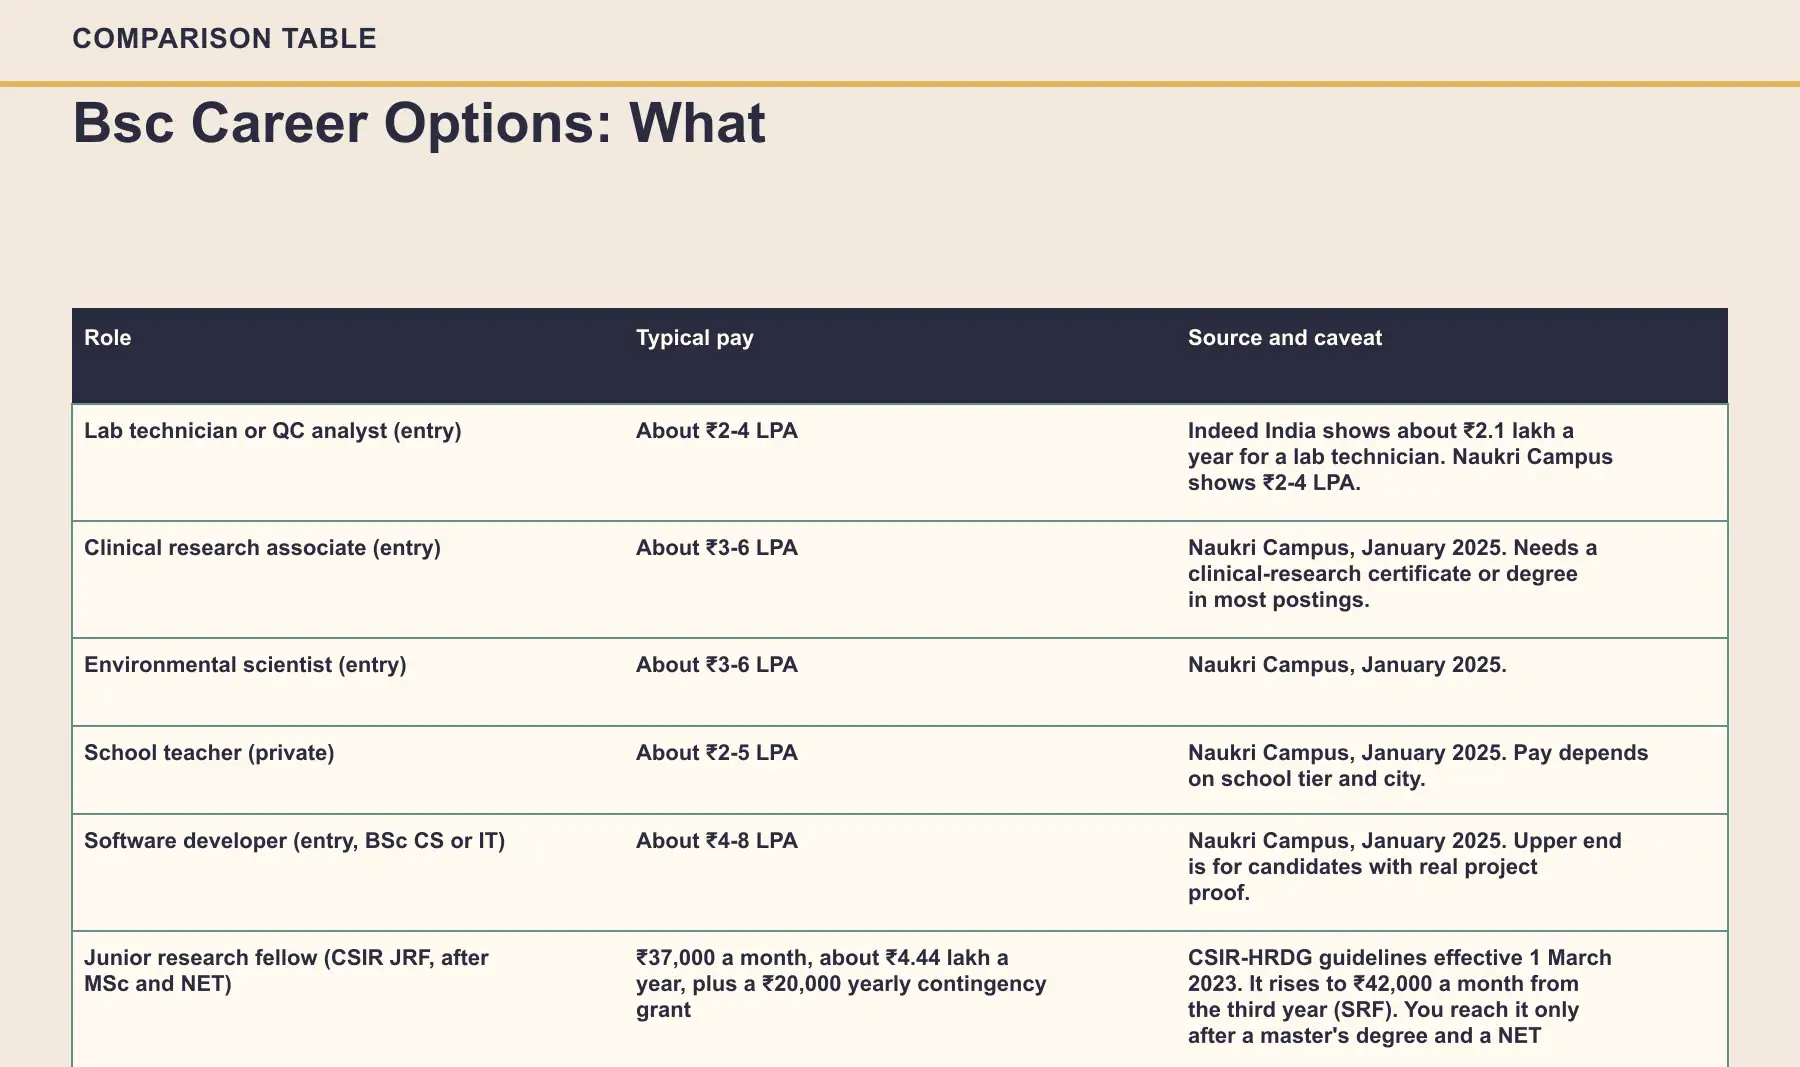 COMPARISON TABLE
Bsc Career Options: What
Role
Typical pay
Source and caveat
Lab technician or QC analyst (entry)
About ₹2-4 LPA
Indeed India shows about ₹2.1 lakh a
year for a lab technician. Naukri Campus
shows ₹2-4 LPA.
Clinical research associate (entry)
About ₹3-6 LPA
Naukri Campus, January 2025. Needs a
clinical-research certificate or degree
in most postings.
Environmental scientist (entry)
About ₹3-6 LPA
Naukri Campus, January 2025.
School teacher (private)
About ₹2-5 LPA
Naukri Campus, January 2025. Pay depends
on school tier and city.
Software developer (entry, BSc CS or IT)
About ₹4-8 LPA
Naukri Campus, January 2025. Upper end
is for candidates with real project
proof.
Junior research fellow (CSIR JRF, after
MSc and NET)
₹37,000 a month, about ₹4.44 lakh a
year, plus a ₹20,000 yearly contingency
grant
CSIR-HRDG guidelines effective 1 March
2023. It rises to ₹42,000 a month from
the third year (SRF). You reach it only
after a master's degree and a NET